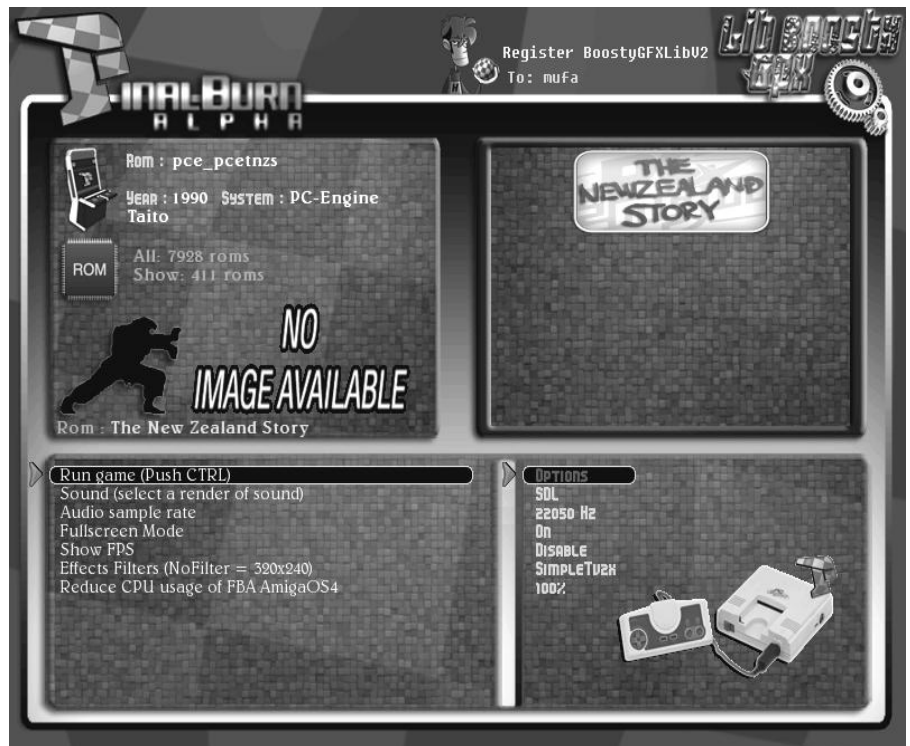 FinalBurn
ALPHA
Register BoostyGFXLibV2
To: mufa
Lib Boosty
GFX
Rom : pce_pcetnzs
Year : 1990 System : PC-Engine
Taito
ROM
All: 7928 roms
Show: 411 roms
NO
IMAGE AVAILABLE
Rom : The New Zealand Story
THE
NEWZEALAND
STORY
Run game (Push CTRL)
Sound (select a render of sound)
Audio sample rate
Fullscreen Mode
Show FPS
Effects Filters (NoFilter = 320x240)
Reduce CPU usage of FBA AmigaOS4
Options
SDL
22050 Hz
On
Disable
SimpleTv2x
100%